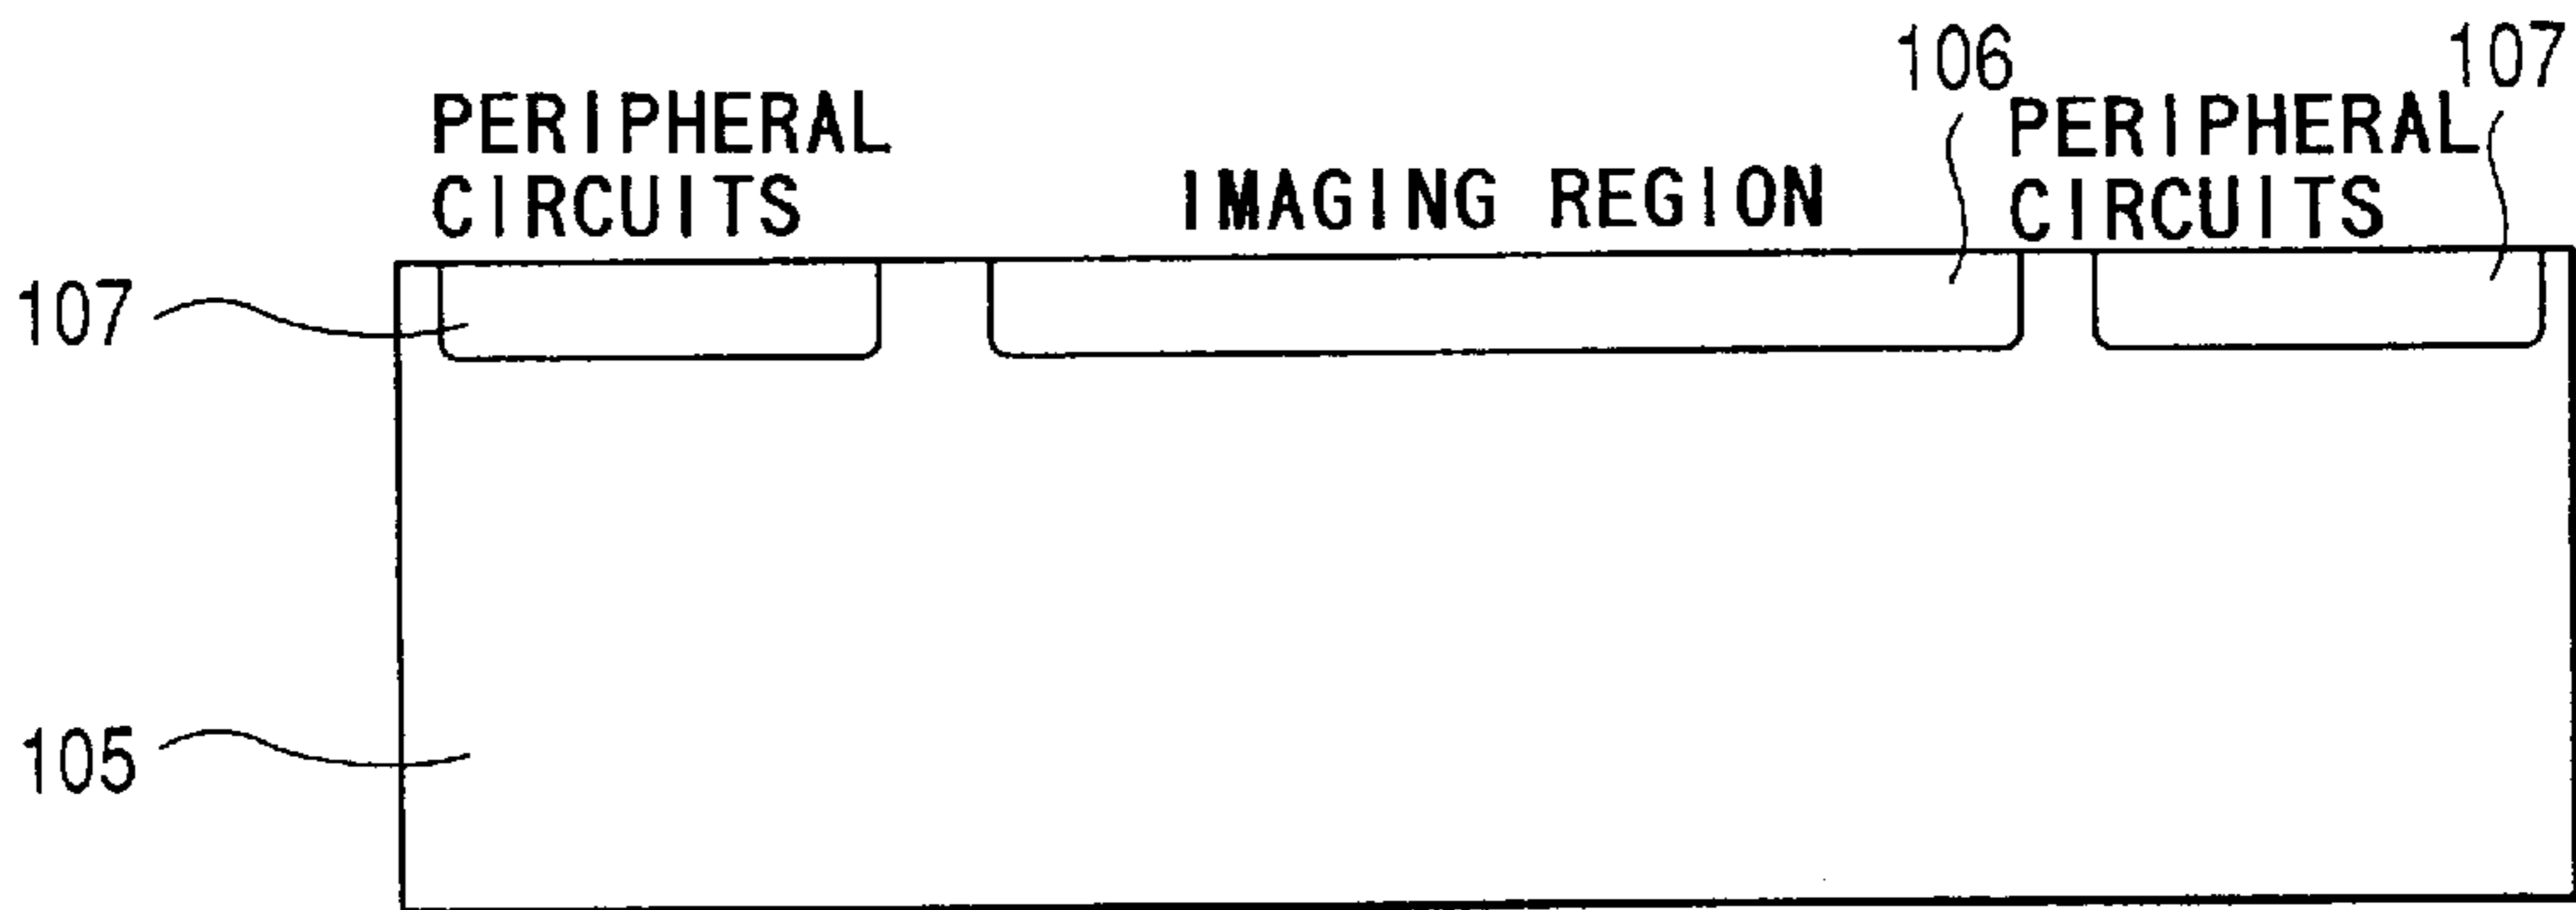 106
107
PERIPHERAL
CIRCUITS
IMAGING REGION
PERIPHERAL
CIRCUITS
107
105